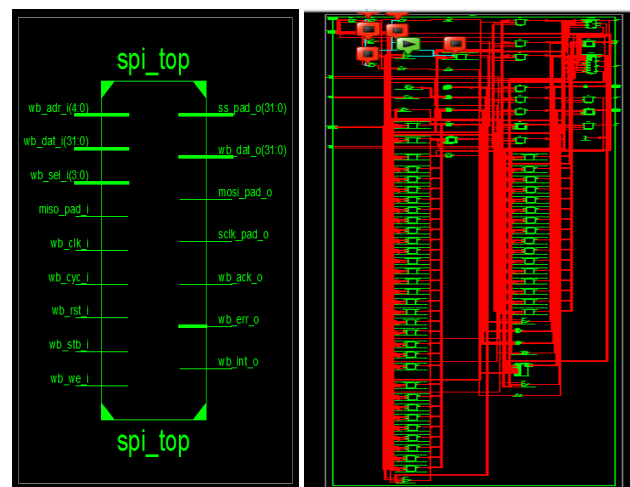 spi_top
wb_adr_i(4:0)
ss_pad_o(31:0)
wb_dat_i(31:0)
wb_dat_o(31:0)
wb_sel_i(3:0)
mosi_pad_o
miso_pad_i
sclk_pad_o
wb_clk_i
wb_cyc_i
wb_ack_o
wb_rst_i
wb_err_o
wb_stb_i
wb_int_o
wb_we_i
spi_top